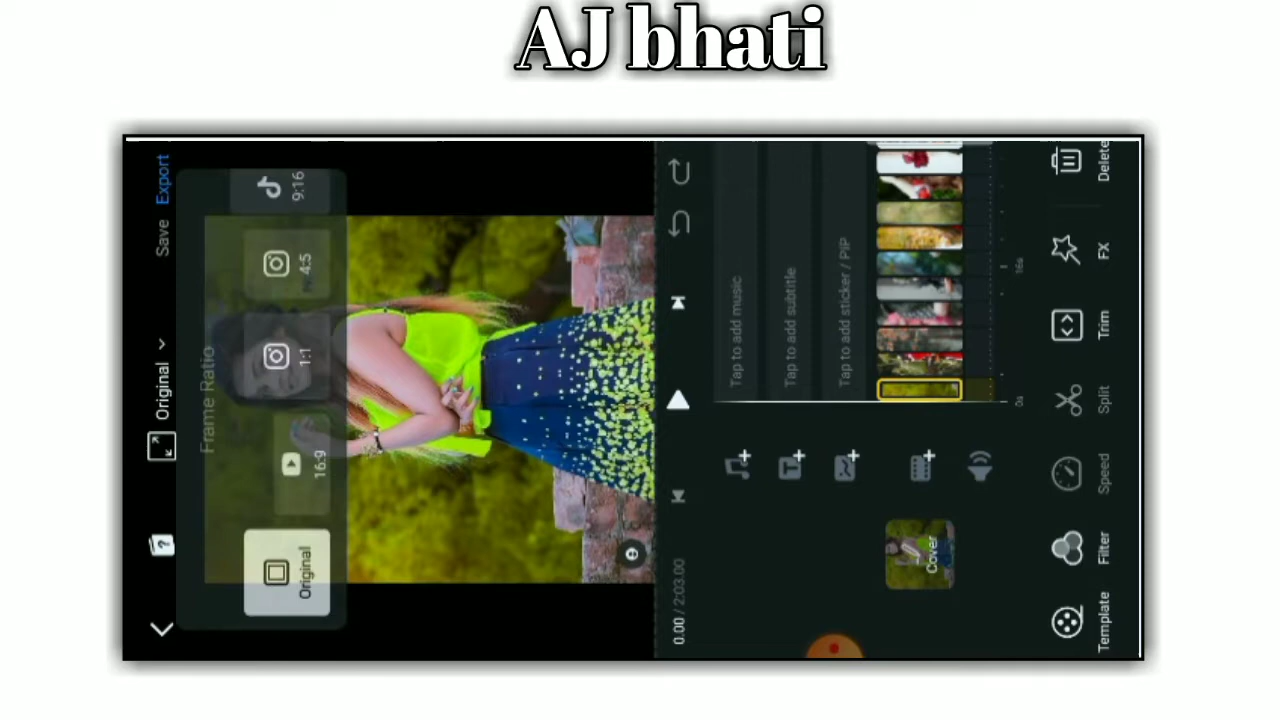 AJ bhati
Original
Save
Export
Frame Ratio
Original
16:9
1:1
4:5
9:16
0.00 / 2:03.00
Tap to add music
Tap to add subtitle
Tap to add sticker / PiP
Cover
0s
16s
Template
Filter
Speed
Split
Trim
FX
Delete